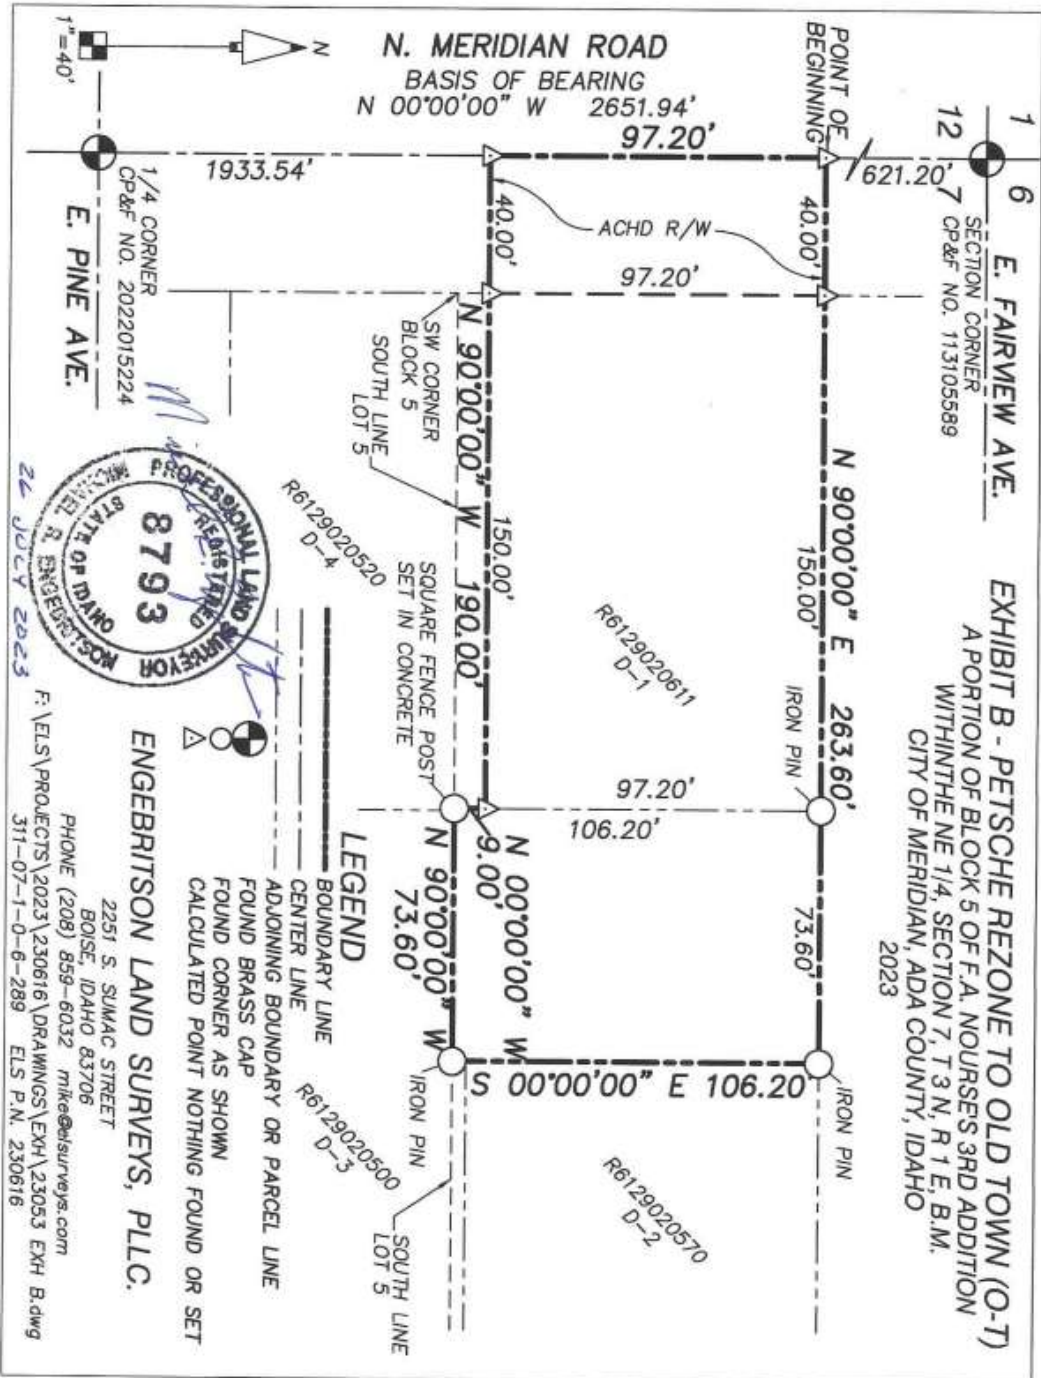 EXHIBIT B - PETSCHE REZONE TO OLD TOWN (O-T)
A PORTION OF BLOCK 5 OF F.A. NOURSE'S 3RD ADDITION
WITHINTHE NE 1/4, SECTION 7, T 3 N, R 1 E, B.M.
CITY OF MERIDIAN, ADA COUNTY, IDAHO
2023
1
6
12
7
E. FAIRVIEW AVE.
SECTION CORNER
CP&F NO. 113105589
621.20'
POINT OF
BEGINNING
N. MERIDIAN ROAD
BASIS OF BEARING
N 00°00'00" W 2651.94'
97.20'
40.00'
ACHD R/W
40.00'
97.20'
N 90°00'00" E 263.60'
150.00'
73.60'
IRON PIN
IRON PIN
R6129020611
D-1
97.20'
106.20'
S 00°00'00" E 106.20'
R6129020570
D-2
150.00'
N 90°00'00" W 190.00'
SW CORNER
BLOCK 5
SOUTH LINE
LOT 5
SQUARE FENCE POST
SET IN CONCRETE
N 00°00'00" W
9.00'
N 90°00'00" W
73.60'
IRON PIN
SOUTH LINE
LOT 5
R6129020520
D-4
R6129020500
D-3
1933.54'
1/4 CORNER
CP&F NO. 2022015224
E. PINE AVE.
N
1"=40'
LEGEND
BOUNDARY LINE
CENTER LINE
ADJOINING BOUNDARY OR PARCEL LINE
FOUND BRASS CAP
FOUND CORNER AS SHOWN
CALCULATED POINT NOTHING FOUND OR SET
PROFESSIONAL LAND SURVEYOR
REGISTERED
8793
STATE OF IDAHO
MICHAEL R. ENGEBRITSON
26 JULY 2023
ENGEBRITSON LAND SURVEYS, PLLC.
2251 S. SUMAC STREET
BOISE, IDAHO 83706
PHONE (208) 859-6032 mike@elsurveys.com
F:\ELS\PROJECTS\2023\230616\DRAWINGS\EXH\23053 EXH B.dwg
311-07-1-0-6-289 ELS P.N. 230616